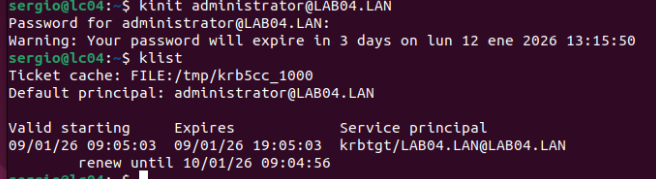 sergio@lc04:~$ kinit administrator@LAB04.LAN
Password for administrator@LAB04.LAN:
Warning: Your password will expire in 3 days on lun 12 ene 2026 13:15:50
sergio@lc04:~$ klist
Ticket cache: FILE:/tmp/krb5cc_1000
Default principal: administrator@LAB04.LAN
Valid starting Expires Service principal
09/01/26 09:05:03 09/01/26 19:05:03 krbtgt/LAB04.LAN@LAB04.LAN
renew until 10/01/26 09:04:56
sergio@lc04:~$